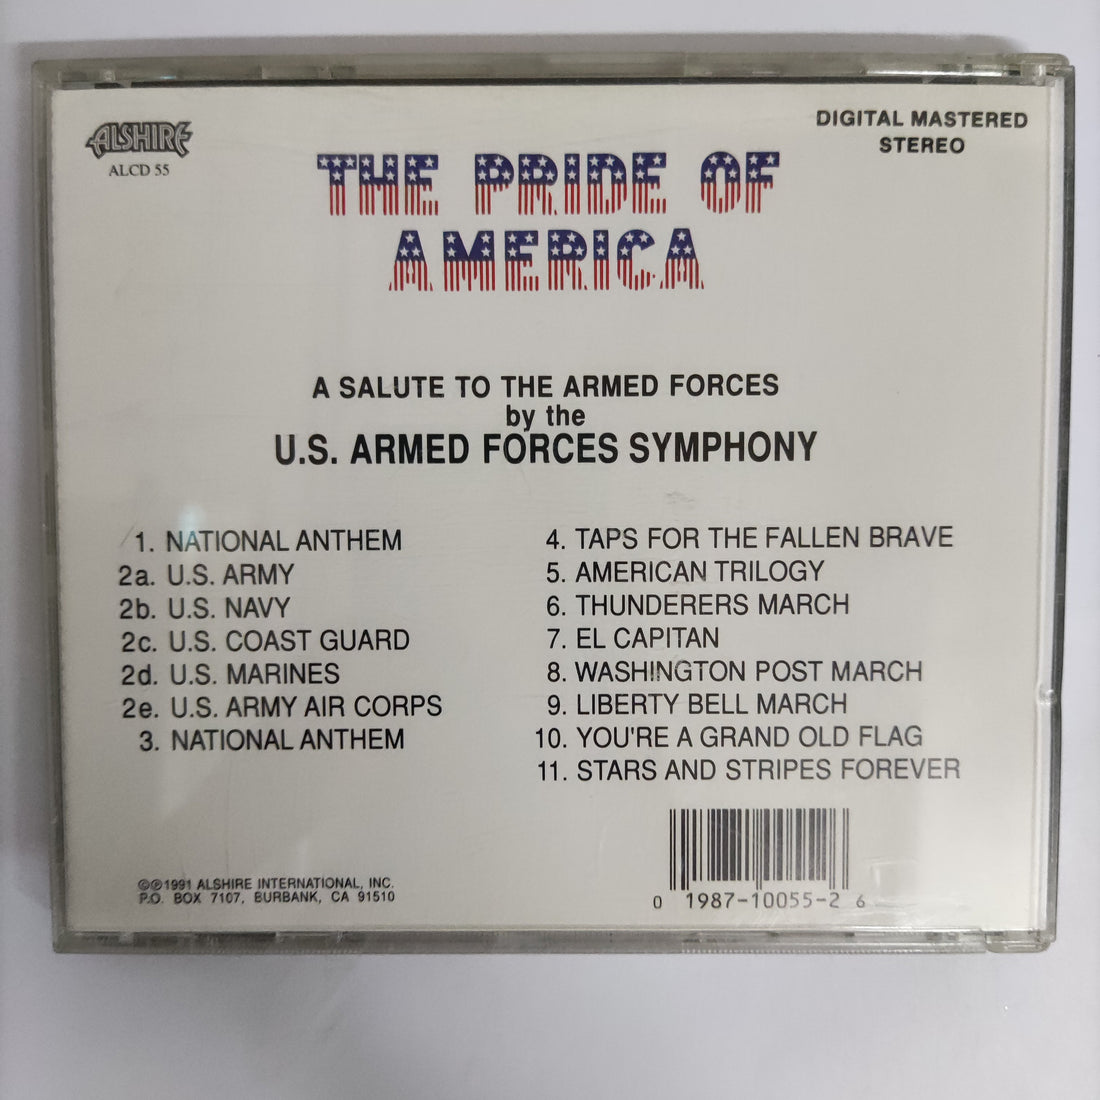 ALSHIRE
ALCD 55
DIGITAL MASTERED
STEREO
THE PRIDE OF
AMERICA
A SALUTE TO THE ARMED FORCES
by the
U.S. ARMED FORCES SYMPHONY
1. NATIONAL ANTHEM
2a. U.S. ARMY
2b. U.S. NAVY
2c. U.S. COAST GUARD
2d. U.S. MARINES
2e. U.S. ARMY AIR CORPS
3. NATIONAL ANTHEM
4. TAPS FOR THE FALLEN BRAVE
5. AMERICAN TRILOGY
6. THUNDERERS MARCH
7. EL CAPITAN
8. WASHINGTON POST MARCH
9. LIBERTY BELL MARCH
10. YOU'RE A GRAND OLD FLAG
11. STARS AND STRIPES FOREVER
©℗1991 ALSHIRE INTERNATIONAL, INC.
P.O. BOX 7107, BURBANK, CA 91510
0 1987-10055-2 6